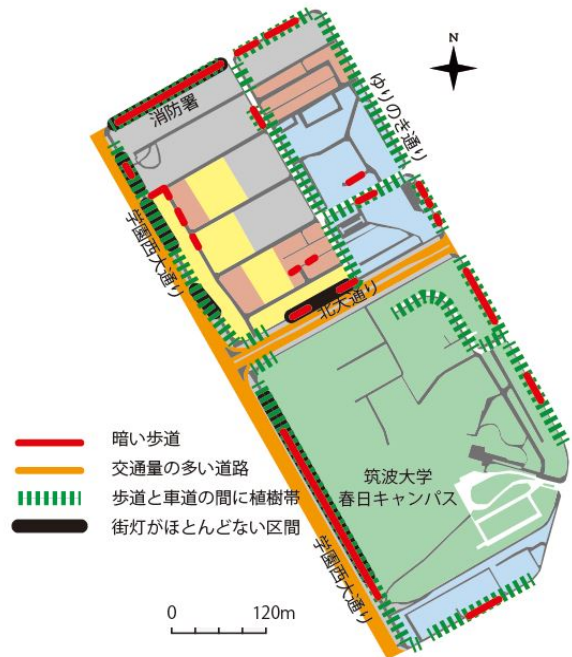 N
消防署
ゆりのき通り
学園西大通り
北大通り
暗い歩道
交通量の多い道路
歩道と車道の間に植樹帯
街灯がほとんどない区間
筑波大学
春日キャンパス
学園西大通り
0
120m